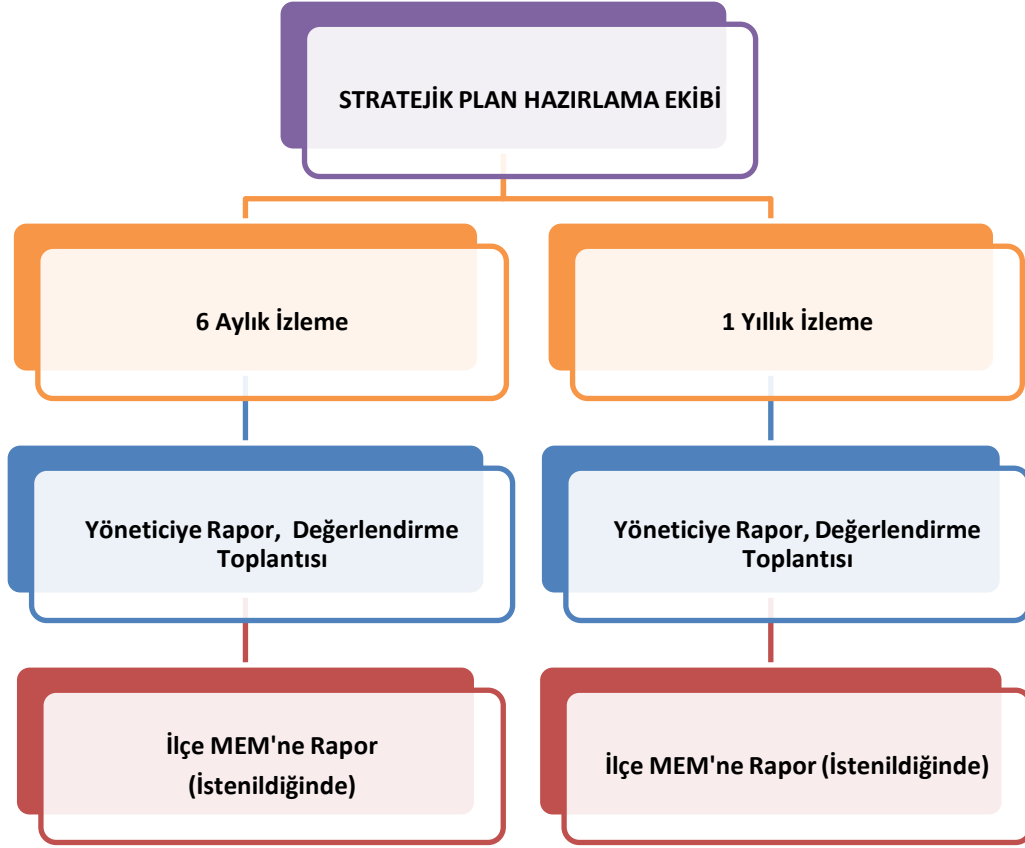 STRATEJİK PLAN HAZIRLAMA EKİBİ
6 Aylık İzleme
1 Yıllık İzleme
Yöneticiye Rapor, Değerlendirme
Toplantısı
Yöneticiye Rapor, Değerlendirme
Toplantısı
İlçe MEM'ne Rapor
(İstenildiğinde)
İlçe MEM'ne Rapor (İstenildiğinde)